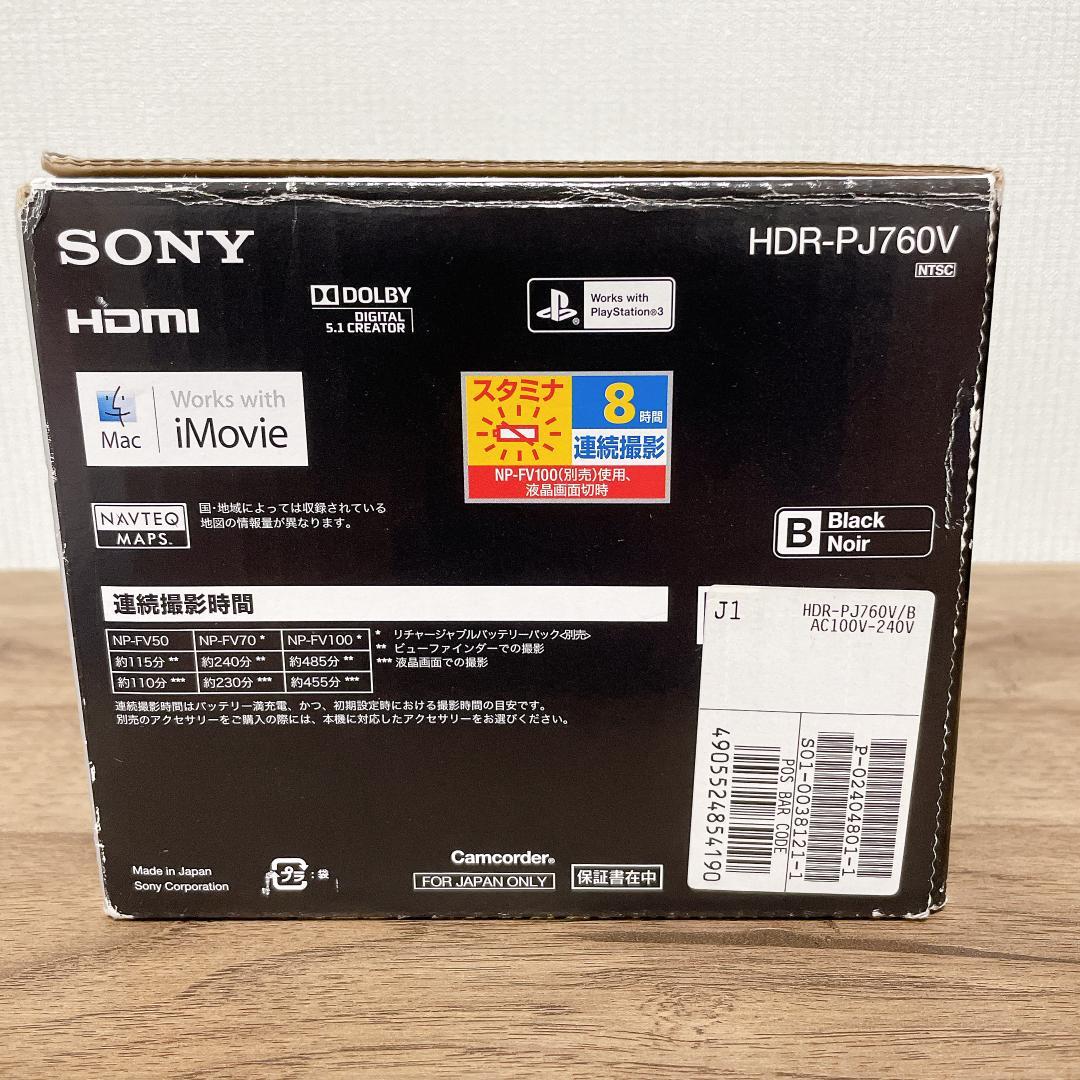 SONY
HDR-PJ760V
NTSC
HDMI
DOLBY
DIGITAL
5.1 CREATOR
Works with
PlayStation®3
Mac
Works with
iMovie
スタミナ
8時間
連続撮影
NP-FV100(別売)使用、
液晶画面切時
NAVTEQ
MAPS
国・地域によっては収録されている
地図の情報量が異なります。
B Black
Noir
連続撮影時間
NP-FV50 NP-FV70 * NP-FV100 *
約115分 ** 約240分 ** 約485分 **
約110分 *** 約230分 *** 約455分 ***
* リチャージャブルバッテリーパック<別売>
** ビューファインダーでの撮影
*** 液晶画面での撮影
連続撮影時間はバッテリー満充電、かつ、初期設定時における撮影時間の目安です。
別売のアクセサリーをご購入の際には、本機に対応したアクセサリーをお選びください。
J1
HDR-PJ760V/B
AC100V-240V
4905524854190
POS BAR CODE
S01-0038121-1
P-02404801-1
Made in Japan
Sony Corporation
プラ :袋
Camcorder®
FOR JAPAN ONLY
保証書在中